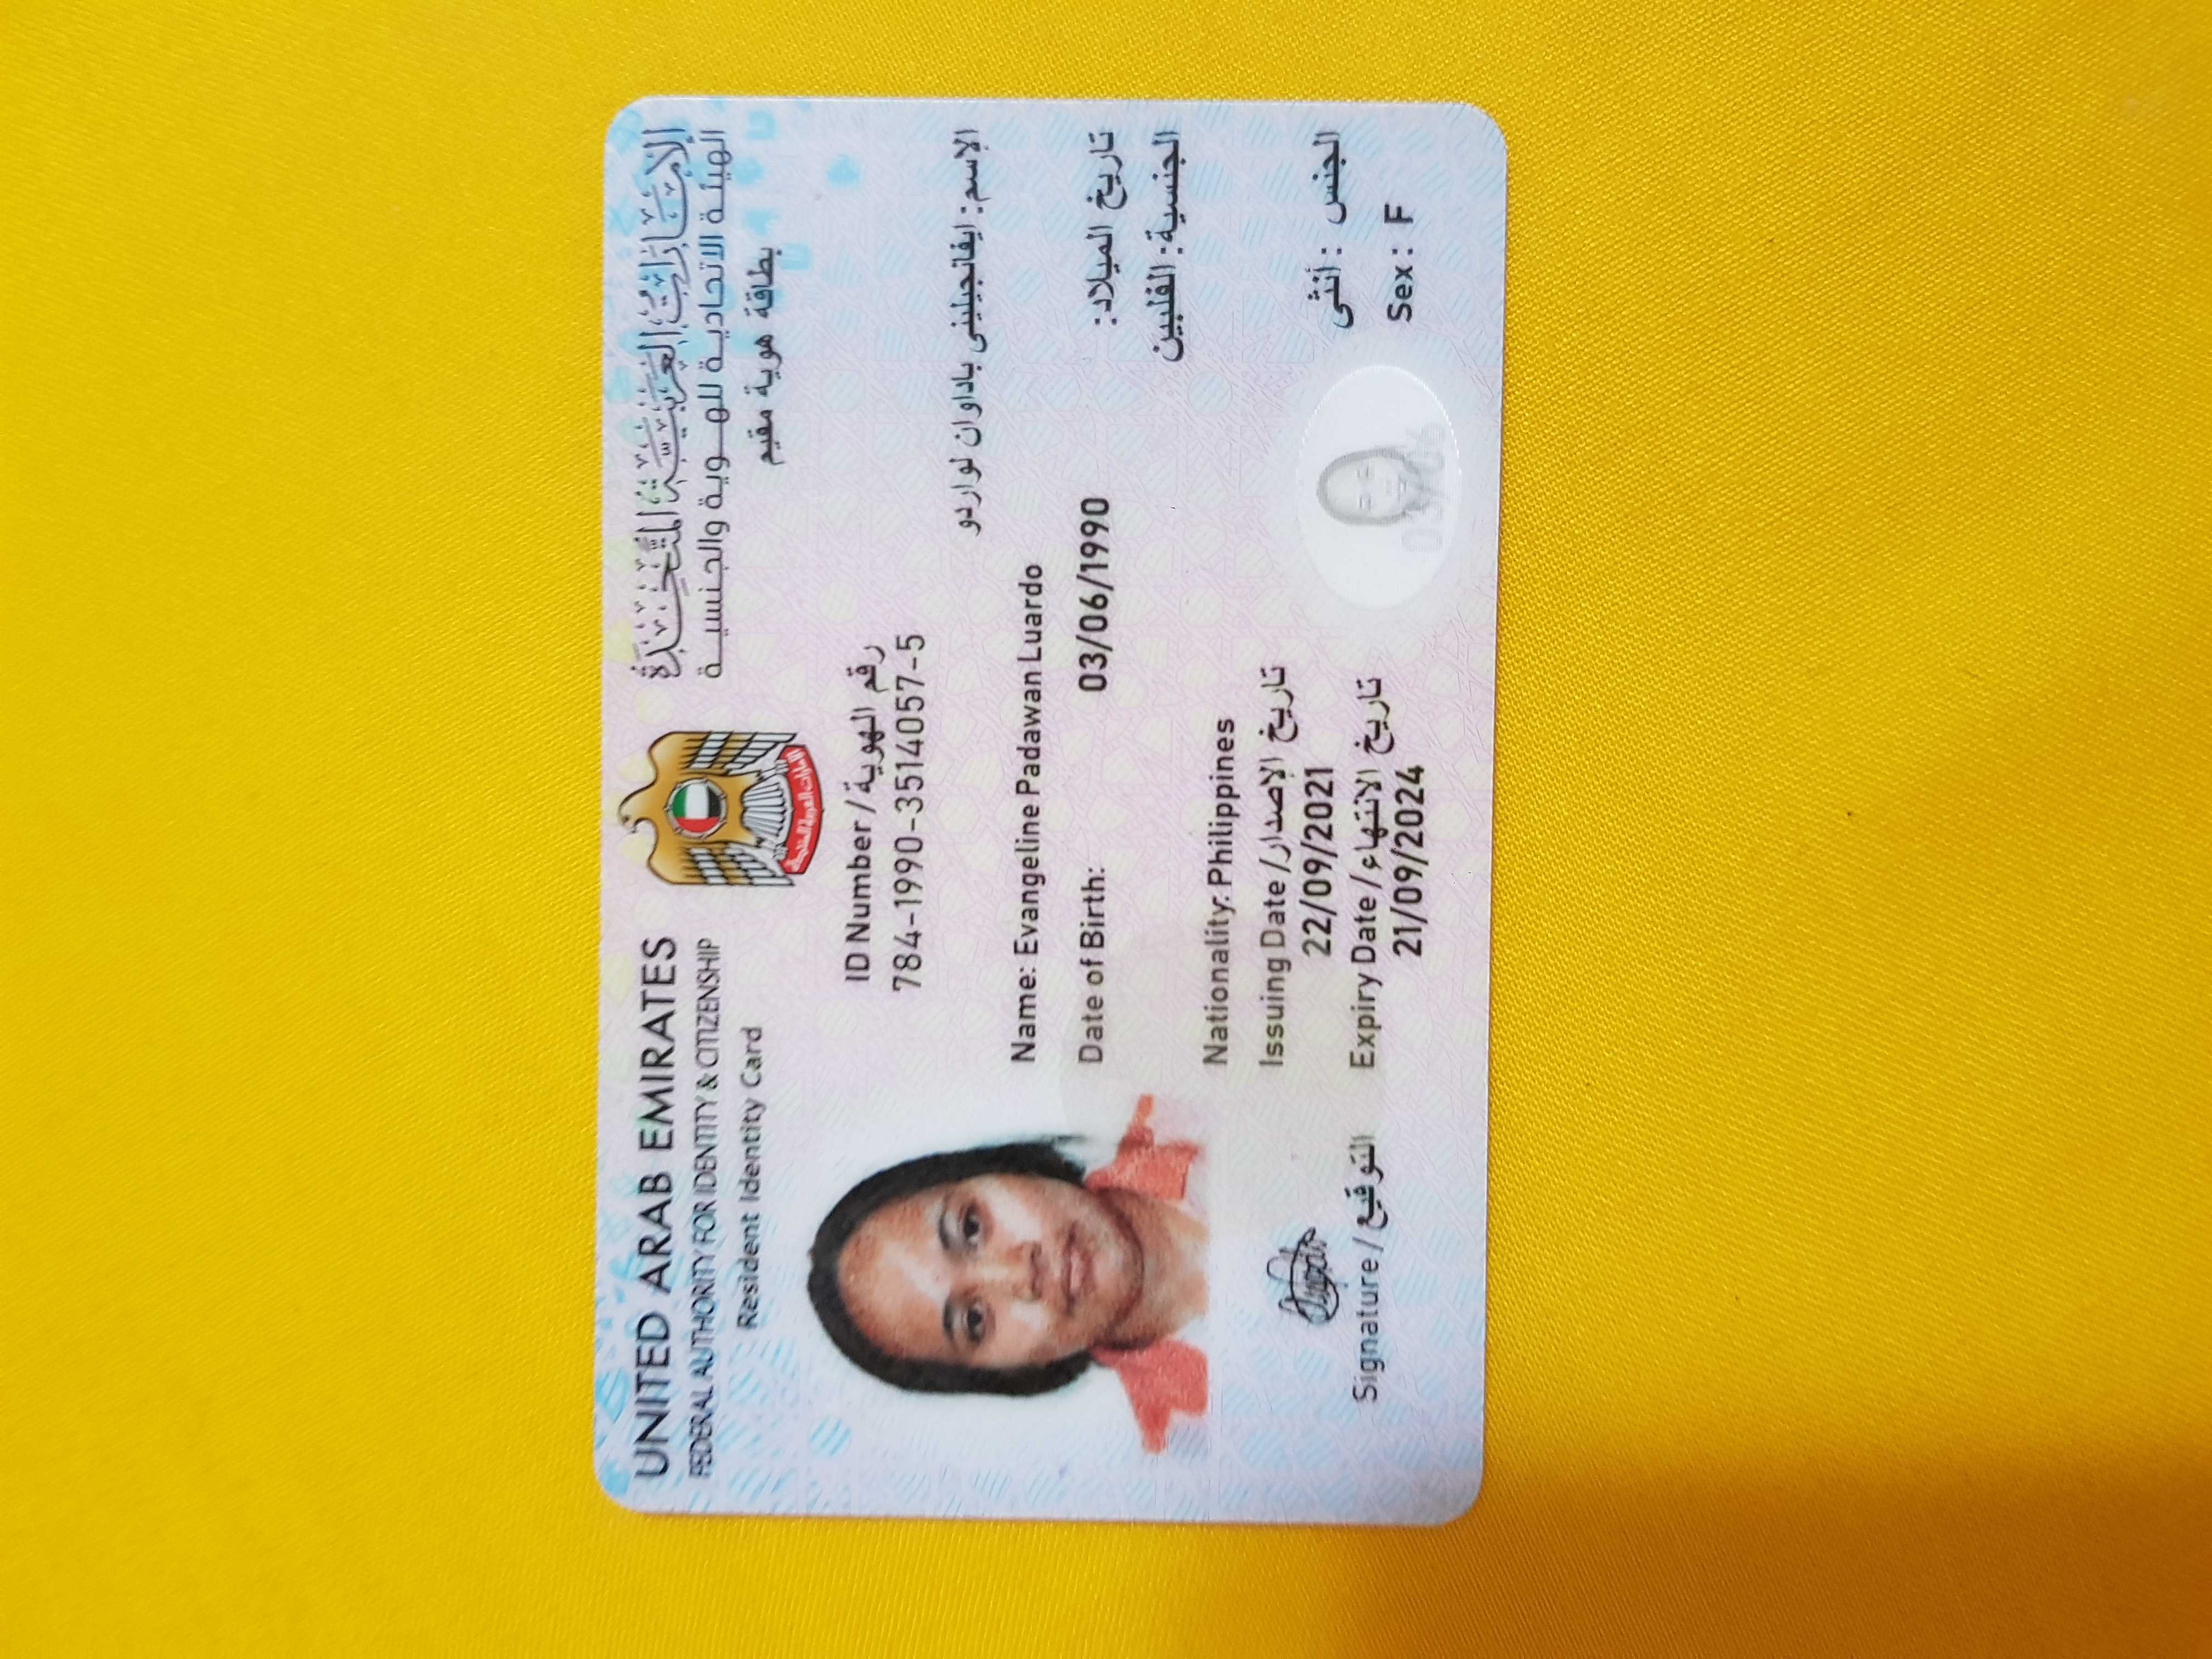 UNITED ARAB EMIRATES
FEDERAL AUTHORITY FOR IDENTITY & CITIZENSHIP
Resident Identity Card
الإمارات العربية المتحدة
الهيئة الاتحادية للهوية والجنسية
بطاقة هوية مقيم
الإمارات العربية المتحدة
ID Number / رقم الهوية
784-1990-3514057-5
الإسم: ايفانجيلينى باداوان لواردو
Name: Evangeline Padawan Luardo
Date of Birth: 03/06/1990 تاريخ الميلاد:
الجنسية: الفلبين
Nationality: Philippines
Issuing Date / تاريخ الإصدار
22/09/2021
Expiry Date / تاريخ الانتهاء
21/09/2024
الجنس : أنثى
Sex: F
Signature / التوقيع
03/06